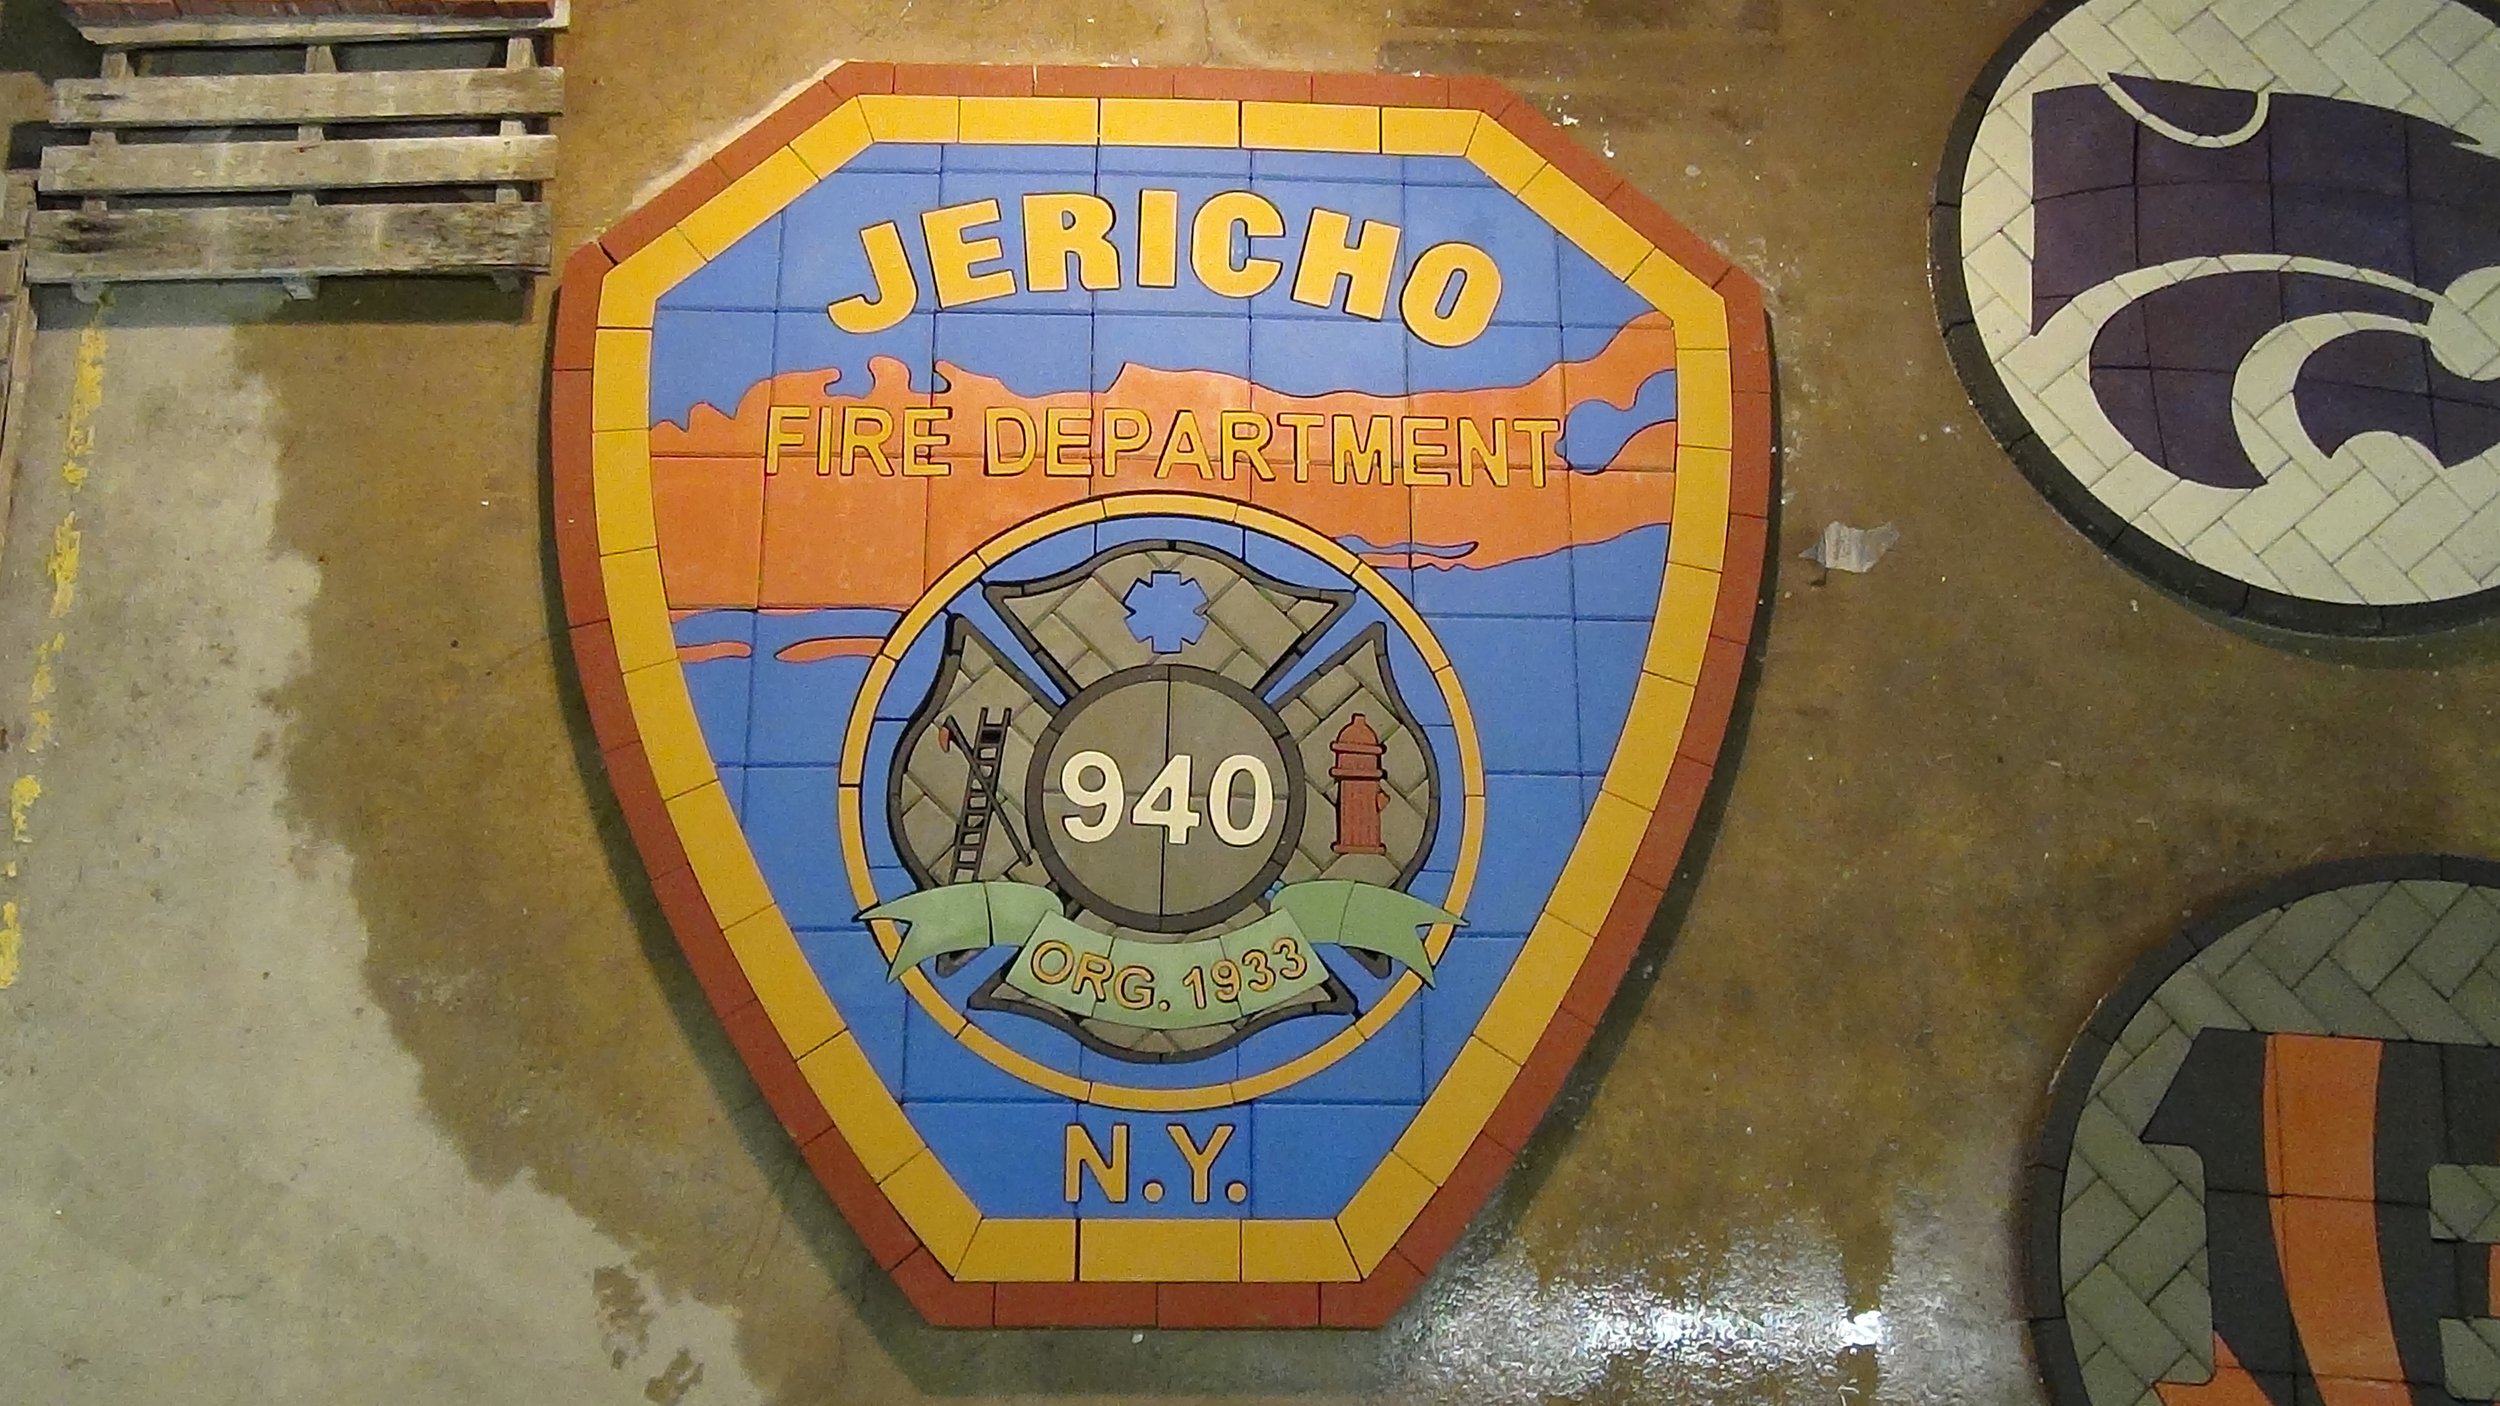 JERICHO
FIRE DEPARTMENT
940
ORG. 1933
N.Y.